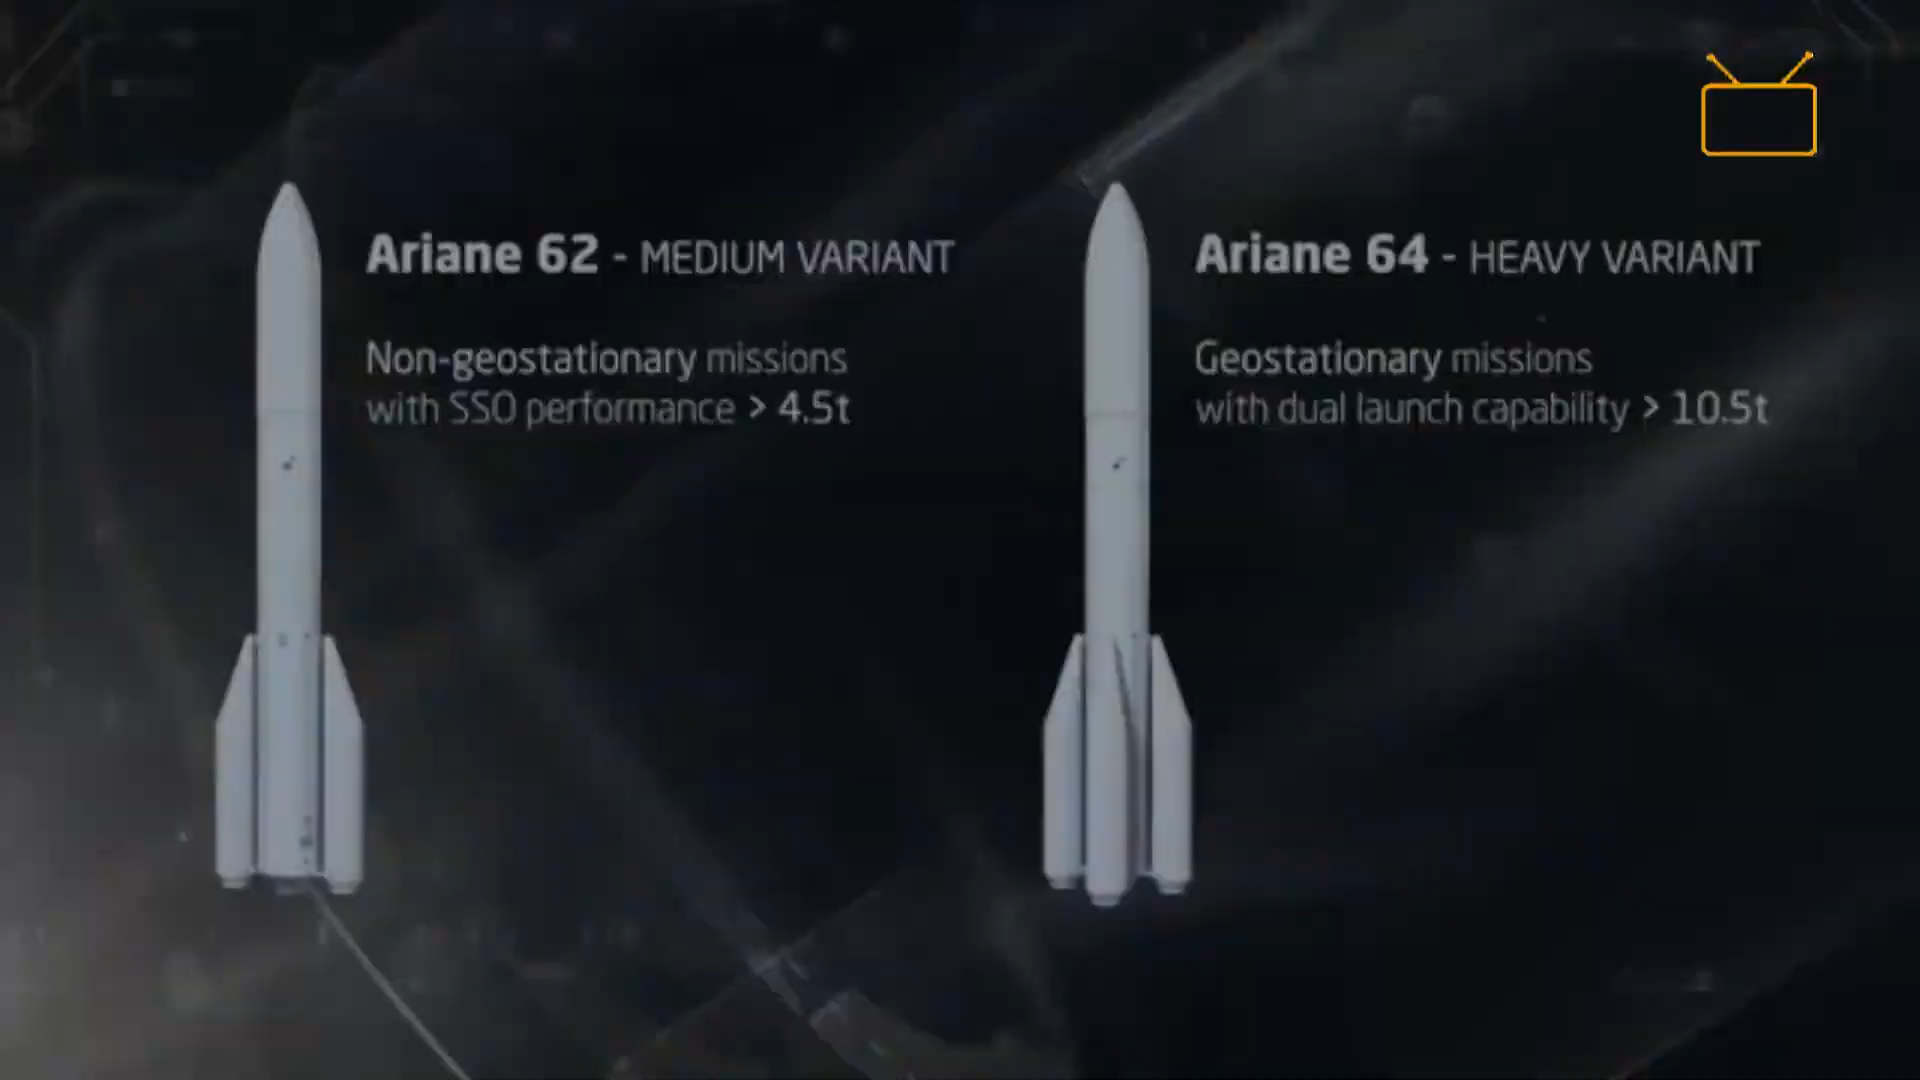 Ariane 62 - MEDIUM VARIANT
Non-geostationary missions
with SSO performance > 4.5t
Ariane 64 - HEAVY VARIANT
Geostationary missions
with dual launch capability > 10.5t